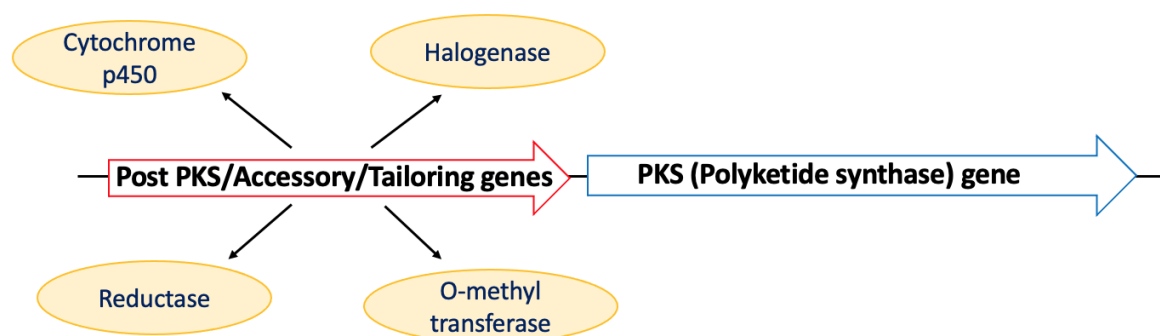 Cytochrome
p450
Halogenase
Post PKS/Accessory/Tailoring genes
PKS (Polyketide synthase) gene
Reductase
O-methyl
transferase